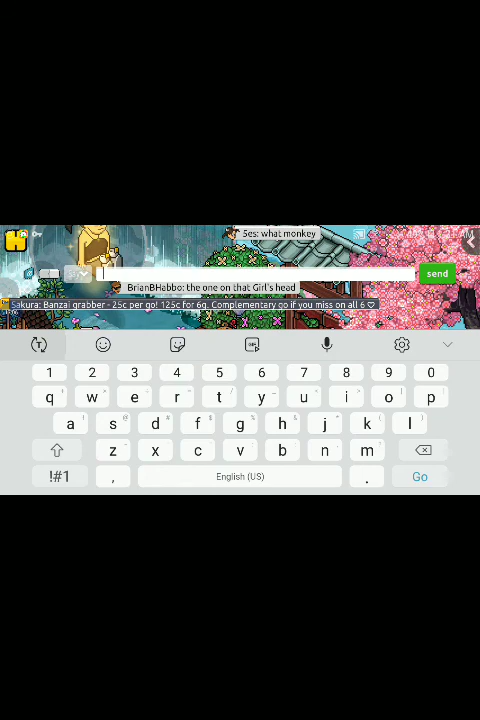 Ses: what monkey
Say
send
BrianBHabbo: the one on that Girl's head
Sakura: Banzai grabber - 25c per go! 125c for 6g. Complementary go if you miss on all 6 ♡
T
GIF
1 2 3 4 5 6 7 8 9 0
q w e r t y u i o p
a s d f g h j k l
z x c v b n m
!#1 , English (US) . Go